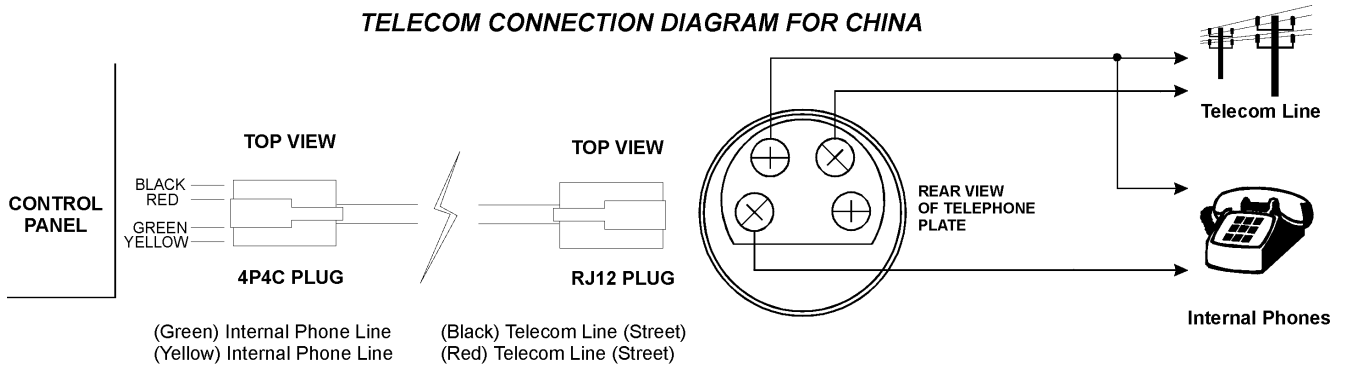 TELECOM CONNECTION DIAGRAM FOR CHINA
Telecom Line
TOP VIEW
TOP VIEW
BLACK
RED
GREEN
YELLOW
CONTROL
PANEL
REAR VIEW
OF TELEPHONE
PLATE
4P4C PLUG
RJ12 PLUG
Internal Phones
(Green) Internal Phone Line
(Yellow) Internal Phone Line
(Black) Telecom Line (Street)
(Red) Telecom Line (Street)